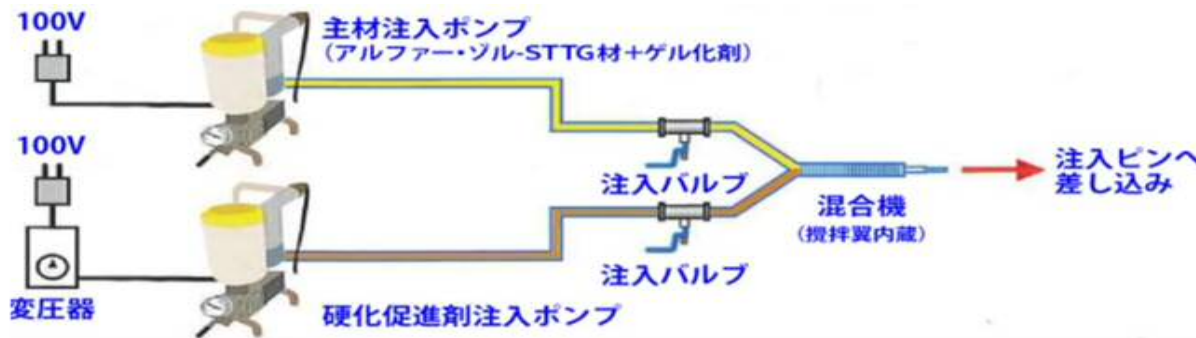 100V
主材注入ポンプ
（アルファー・ゾル-STTG材＋ゲル化剤）
100V
注入バルブ
注入ピンへ
差し込み
混合機
（攪拌翼内蔵）
注入バルブ
変圧器
硬化促進剤注入ポンプ